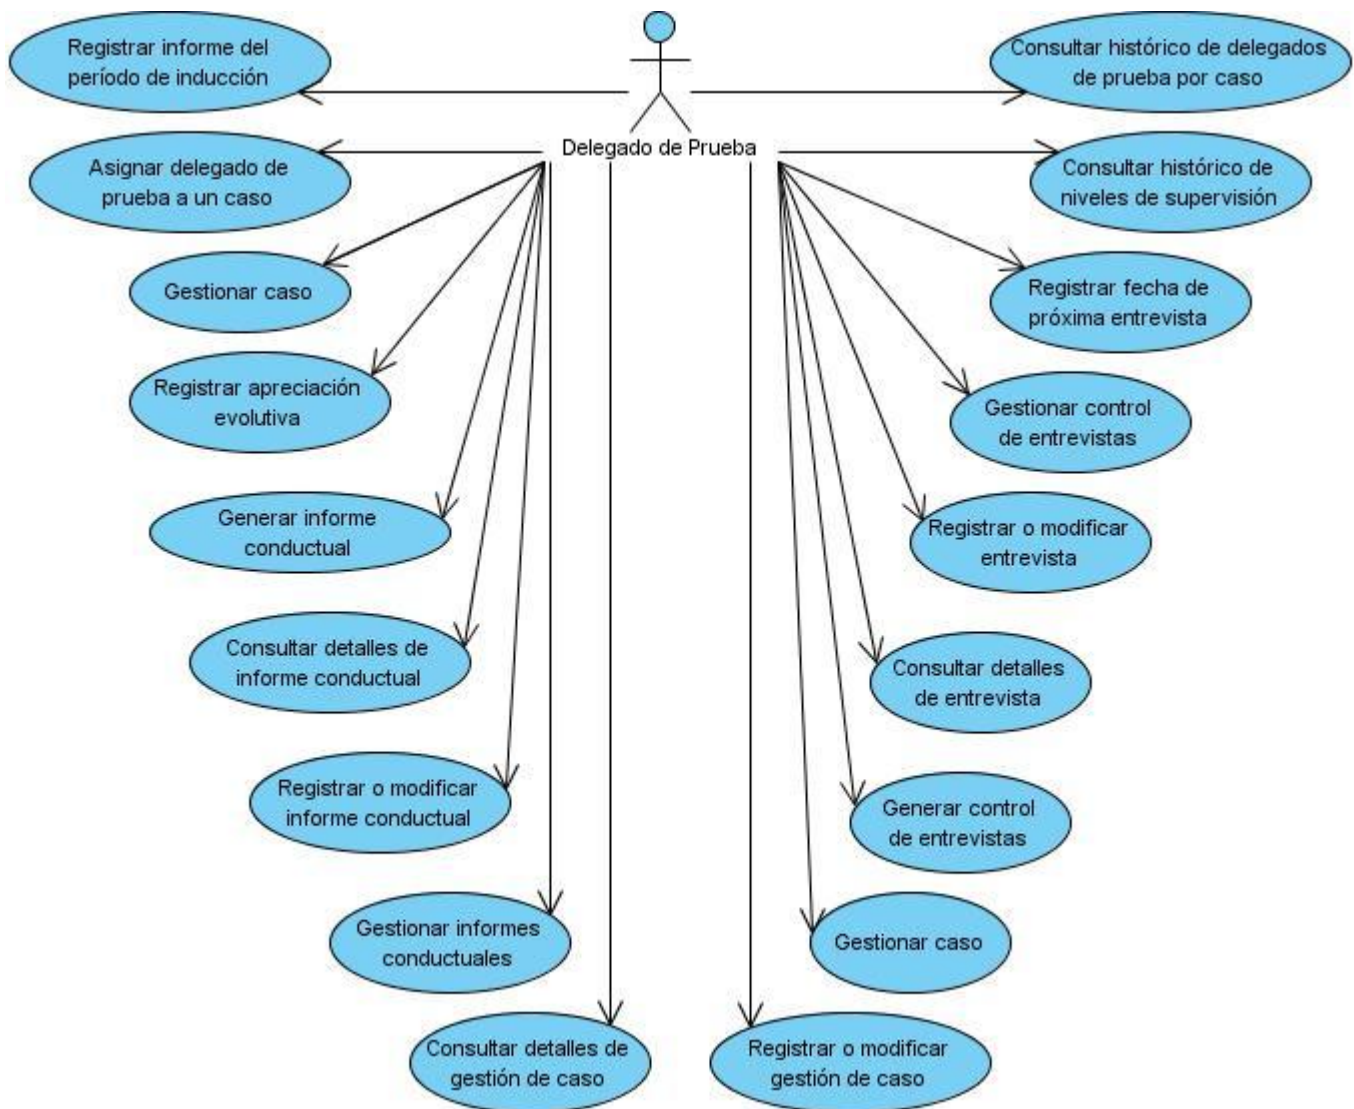 Registrar informe del
período de inducción
Consultar histórico de delegados
de prueba por caso
Delegado de Prueba
Asignar delegado de
prueba a un caso
Consultar histórico de
niveles de supervisión
Gestionar caso
Registrar fecha de
próxima entrevista
Registrar apreciación
evolutiva
Gestionar control
de entrevistas
Generar informe
conductual
Registrar o modificar
entrevista
Consultar detalles de
informe conductual
Consultar detalles
de entrevista
Registrar o modificar
informe conductual
Generar control
de entrevistas
Gestionar informes
conductuales
Gestionar caso
Consultar detalles de
gestión de caso
Registrar o modificar
gestión de caso